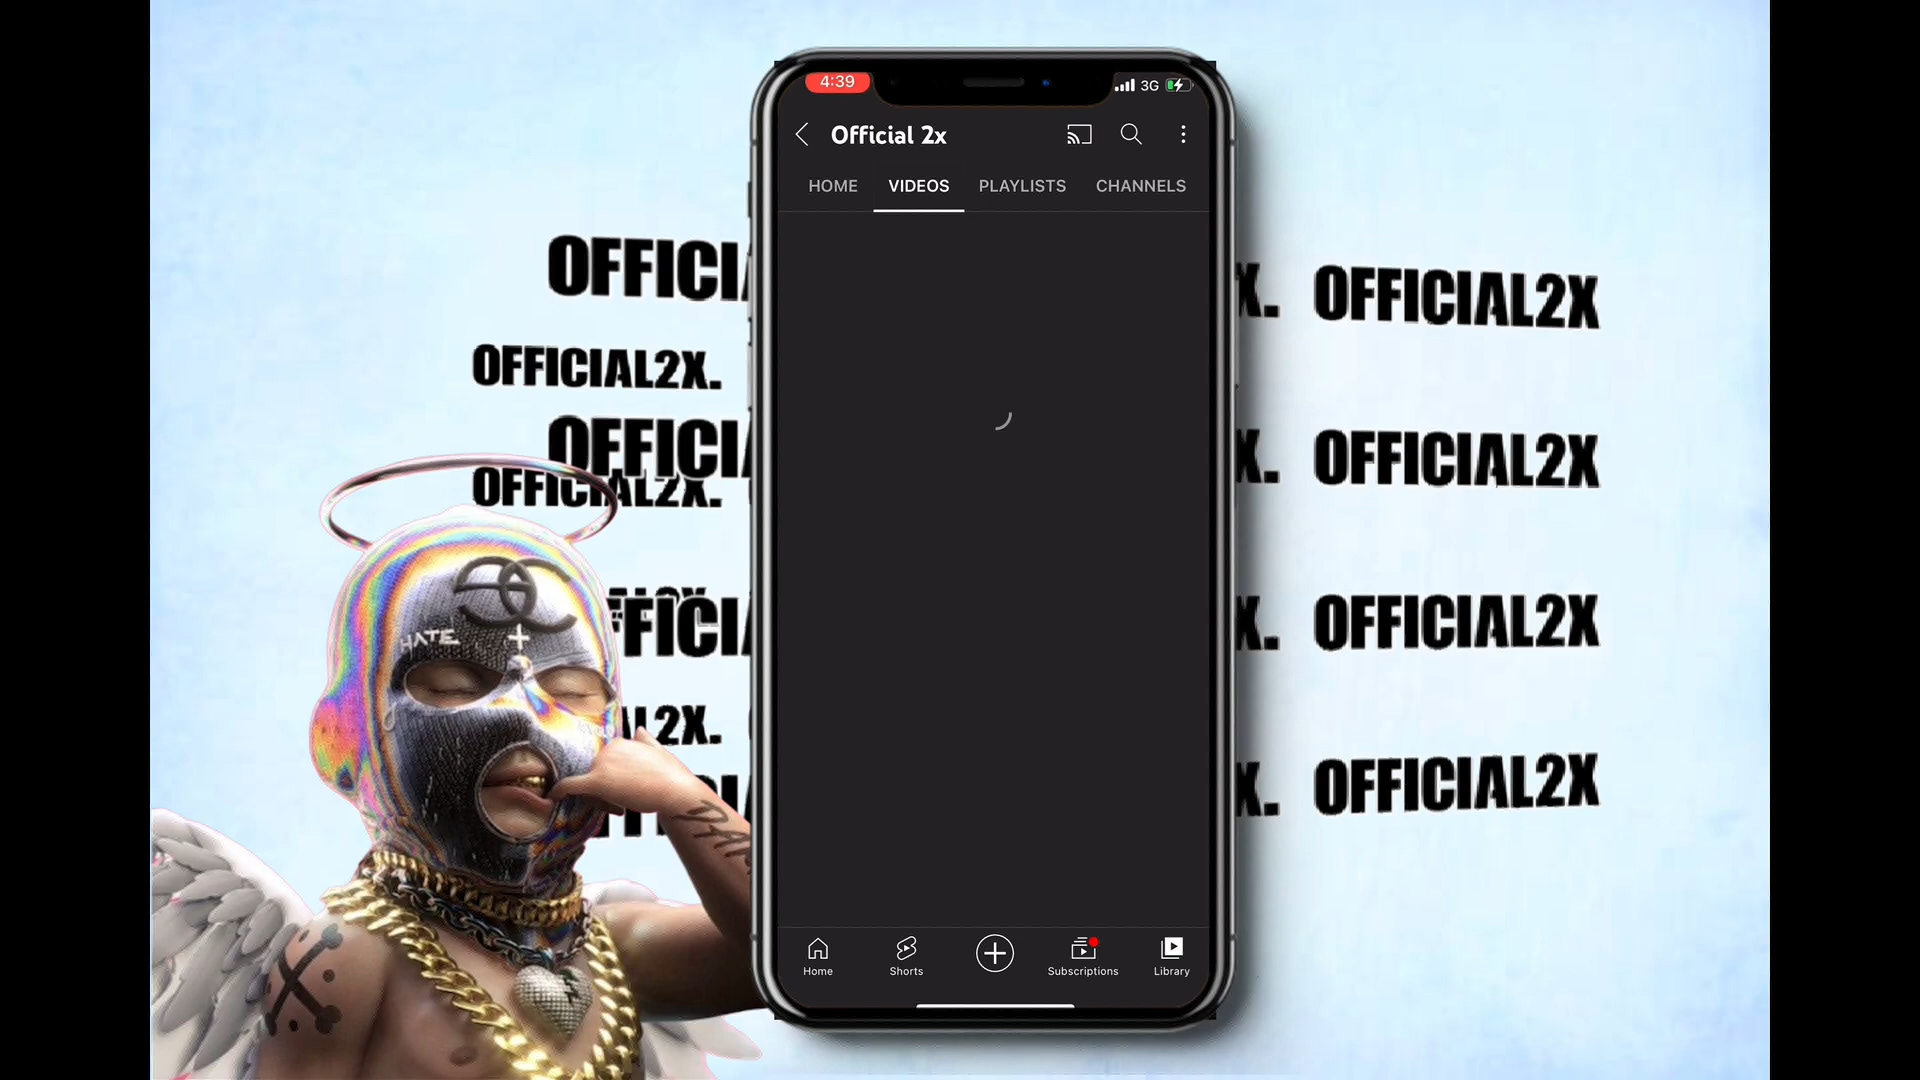 4:39
3G
Official 2x
HOME VIDEOS PLAYLISTS CHANNELS
OFFICIAL2X
OFFICIAL2X.
OFFICIAL2X
OFFICIAL2X.
OFFICIAL2X
OFFICIAL2X
HATE
Home
Shorts
Subscriptions
Library